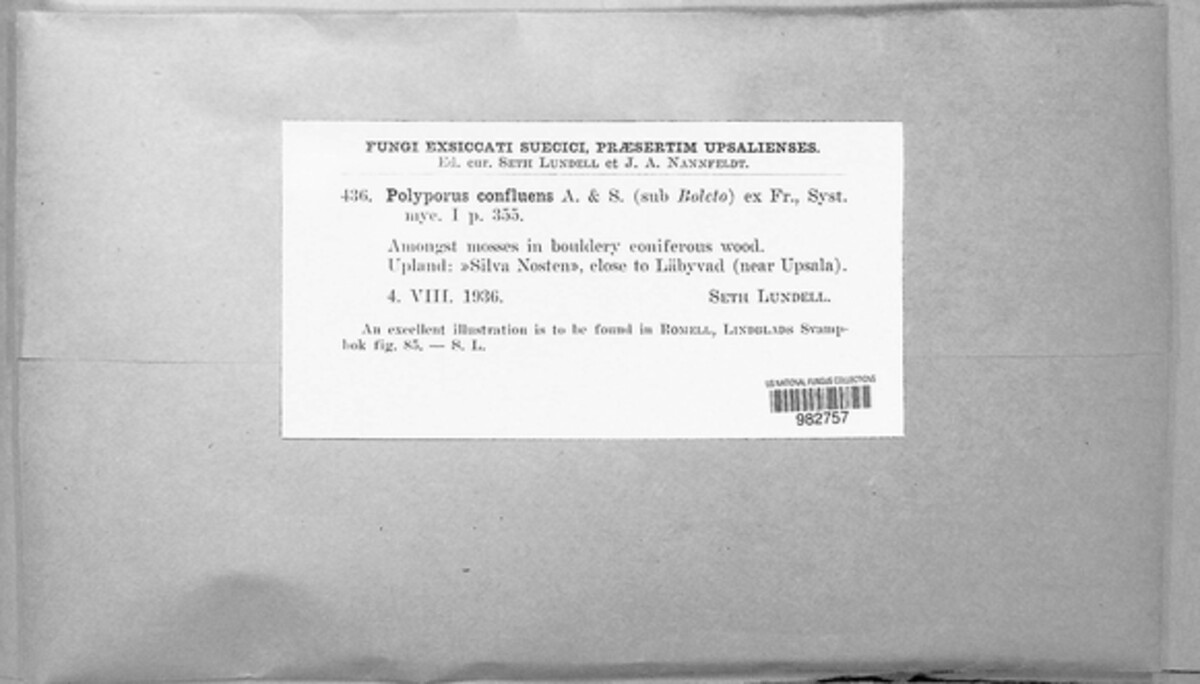 FUNGI EXSICCATI SUECICI, PRÆSERTIM UPSALIENSES.
Ed. cur. SETH LUNDELL et J. A. NANNFELDT.
436. Polyporus confluens A. & S. (sub Boleto) ex Fr., Syst.
myc. I p. 355.
Amongst mosses in bouldery coniferous wood.
Upland: »Silva Nosten», close to Läbyvad (near Upsala).
4. VIII. 1936. SETH LUNDELL.
An excellent illustration is to be found in ROMELL, LINDBLADS Svamp-
bok fig. 85. — S. L.
US NATIONAL FUNGUS COLLECTIONS
982757